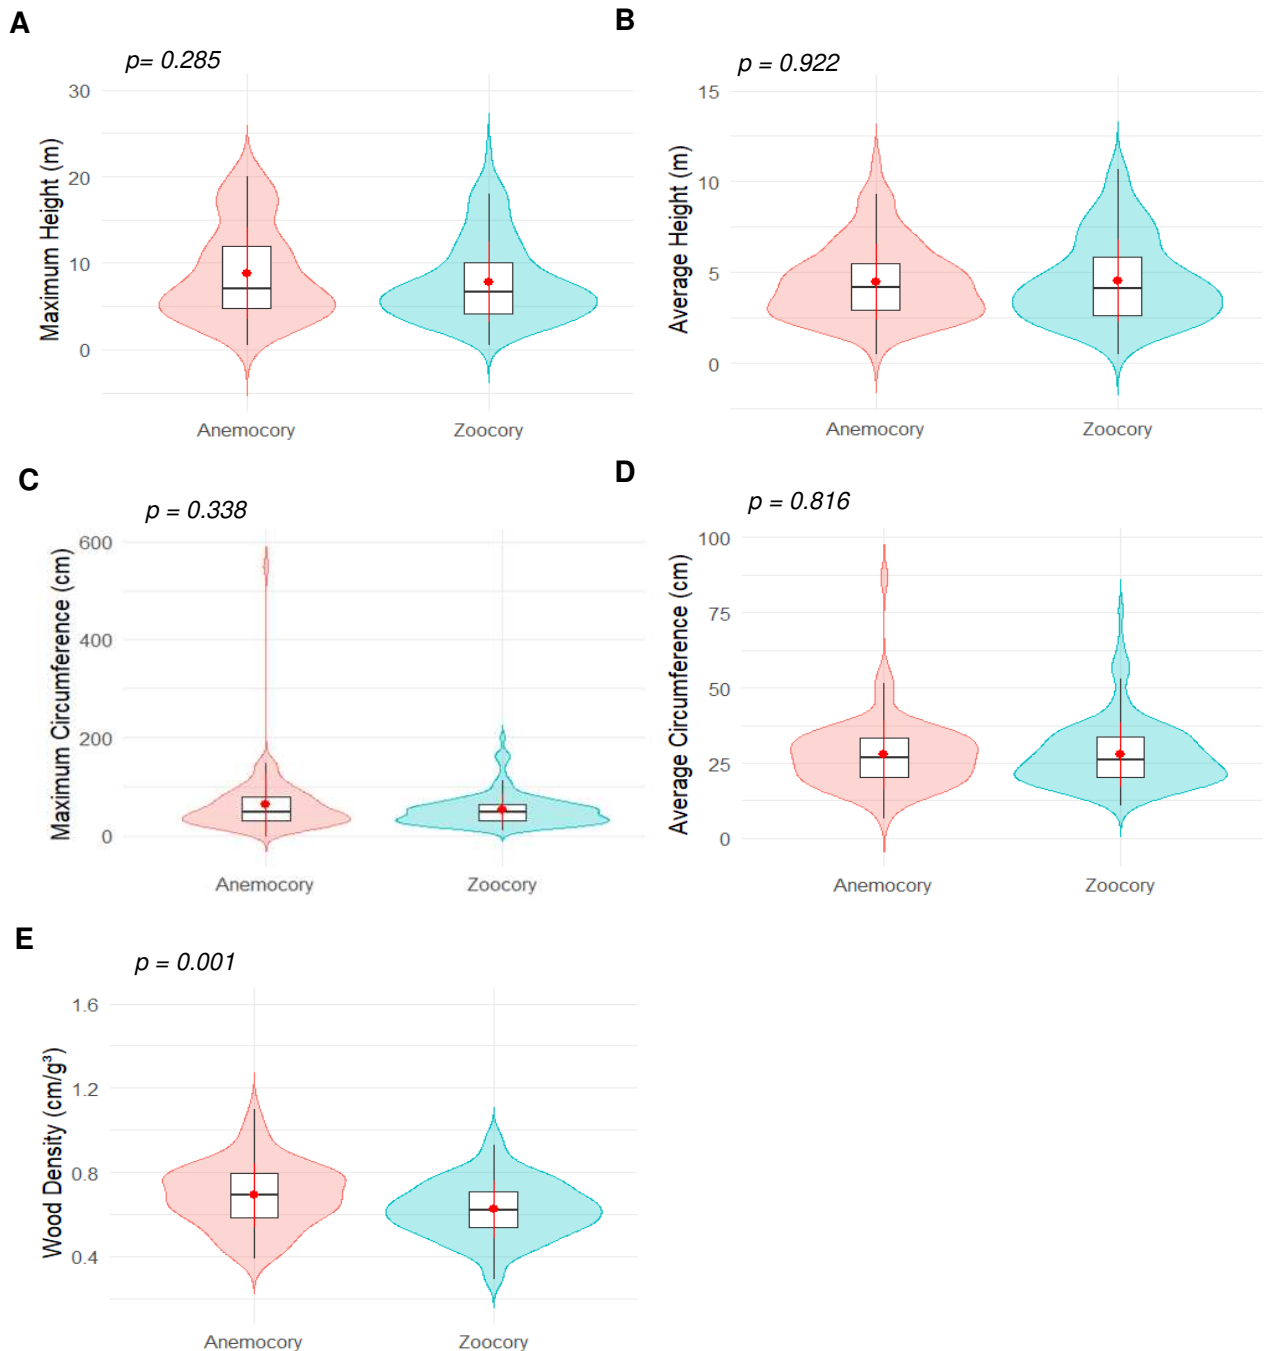 A
p= 0.285
Maximum Height (m)
30
20
10
0
Anemocory
Zoocory
B
p = 0.922
Average Height (m)
15
10
5
0
Anemocory
Zoocory
C
p = 0.338
Maximum Circumference (cm)
600
400
200
0
Anemocory
Zoocory
D
p = 0.816
Average Circumference (cm)
100
75
50
25
0
Anemocory
Zoocory
E
p = 0.001
Wood Density (cm/g³)
1.6
1.2
0.8
0.4
Anemocory
Zoocory